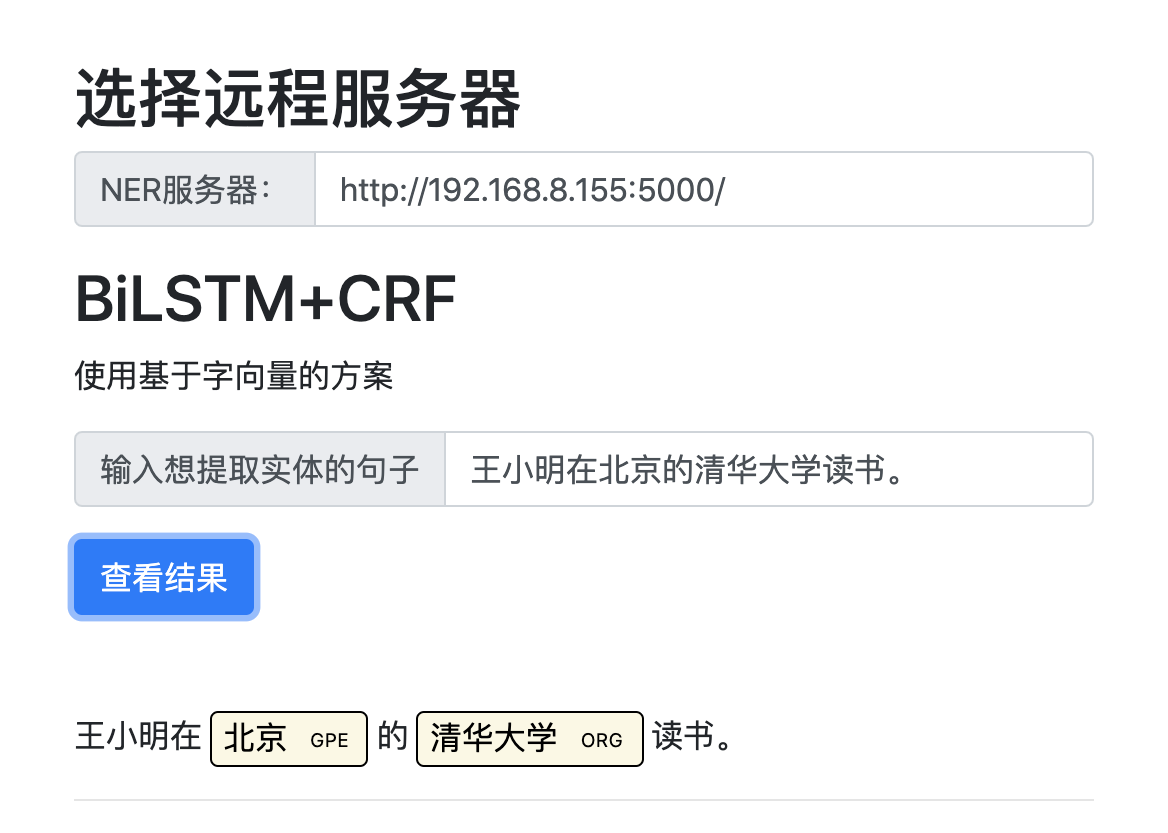 选择远程服务器
NER服务器： http://192.168.8.155:5000/
BiLSTM+CRF
使用基于字向量的方案
输入想提取实体的句子 王小明在北京的清华大学读书。
查看结果
王小明在 北京 GPE 的 清华大学 ORG 读书。